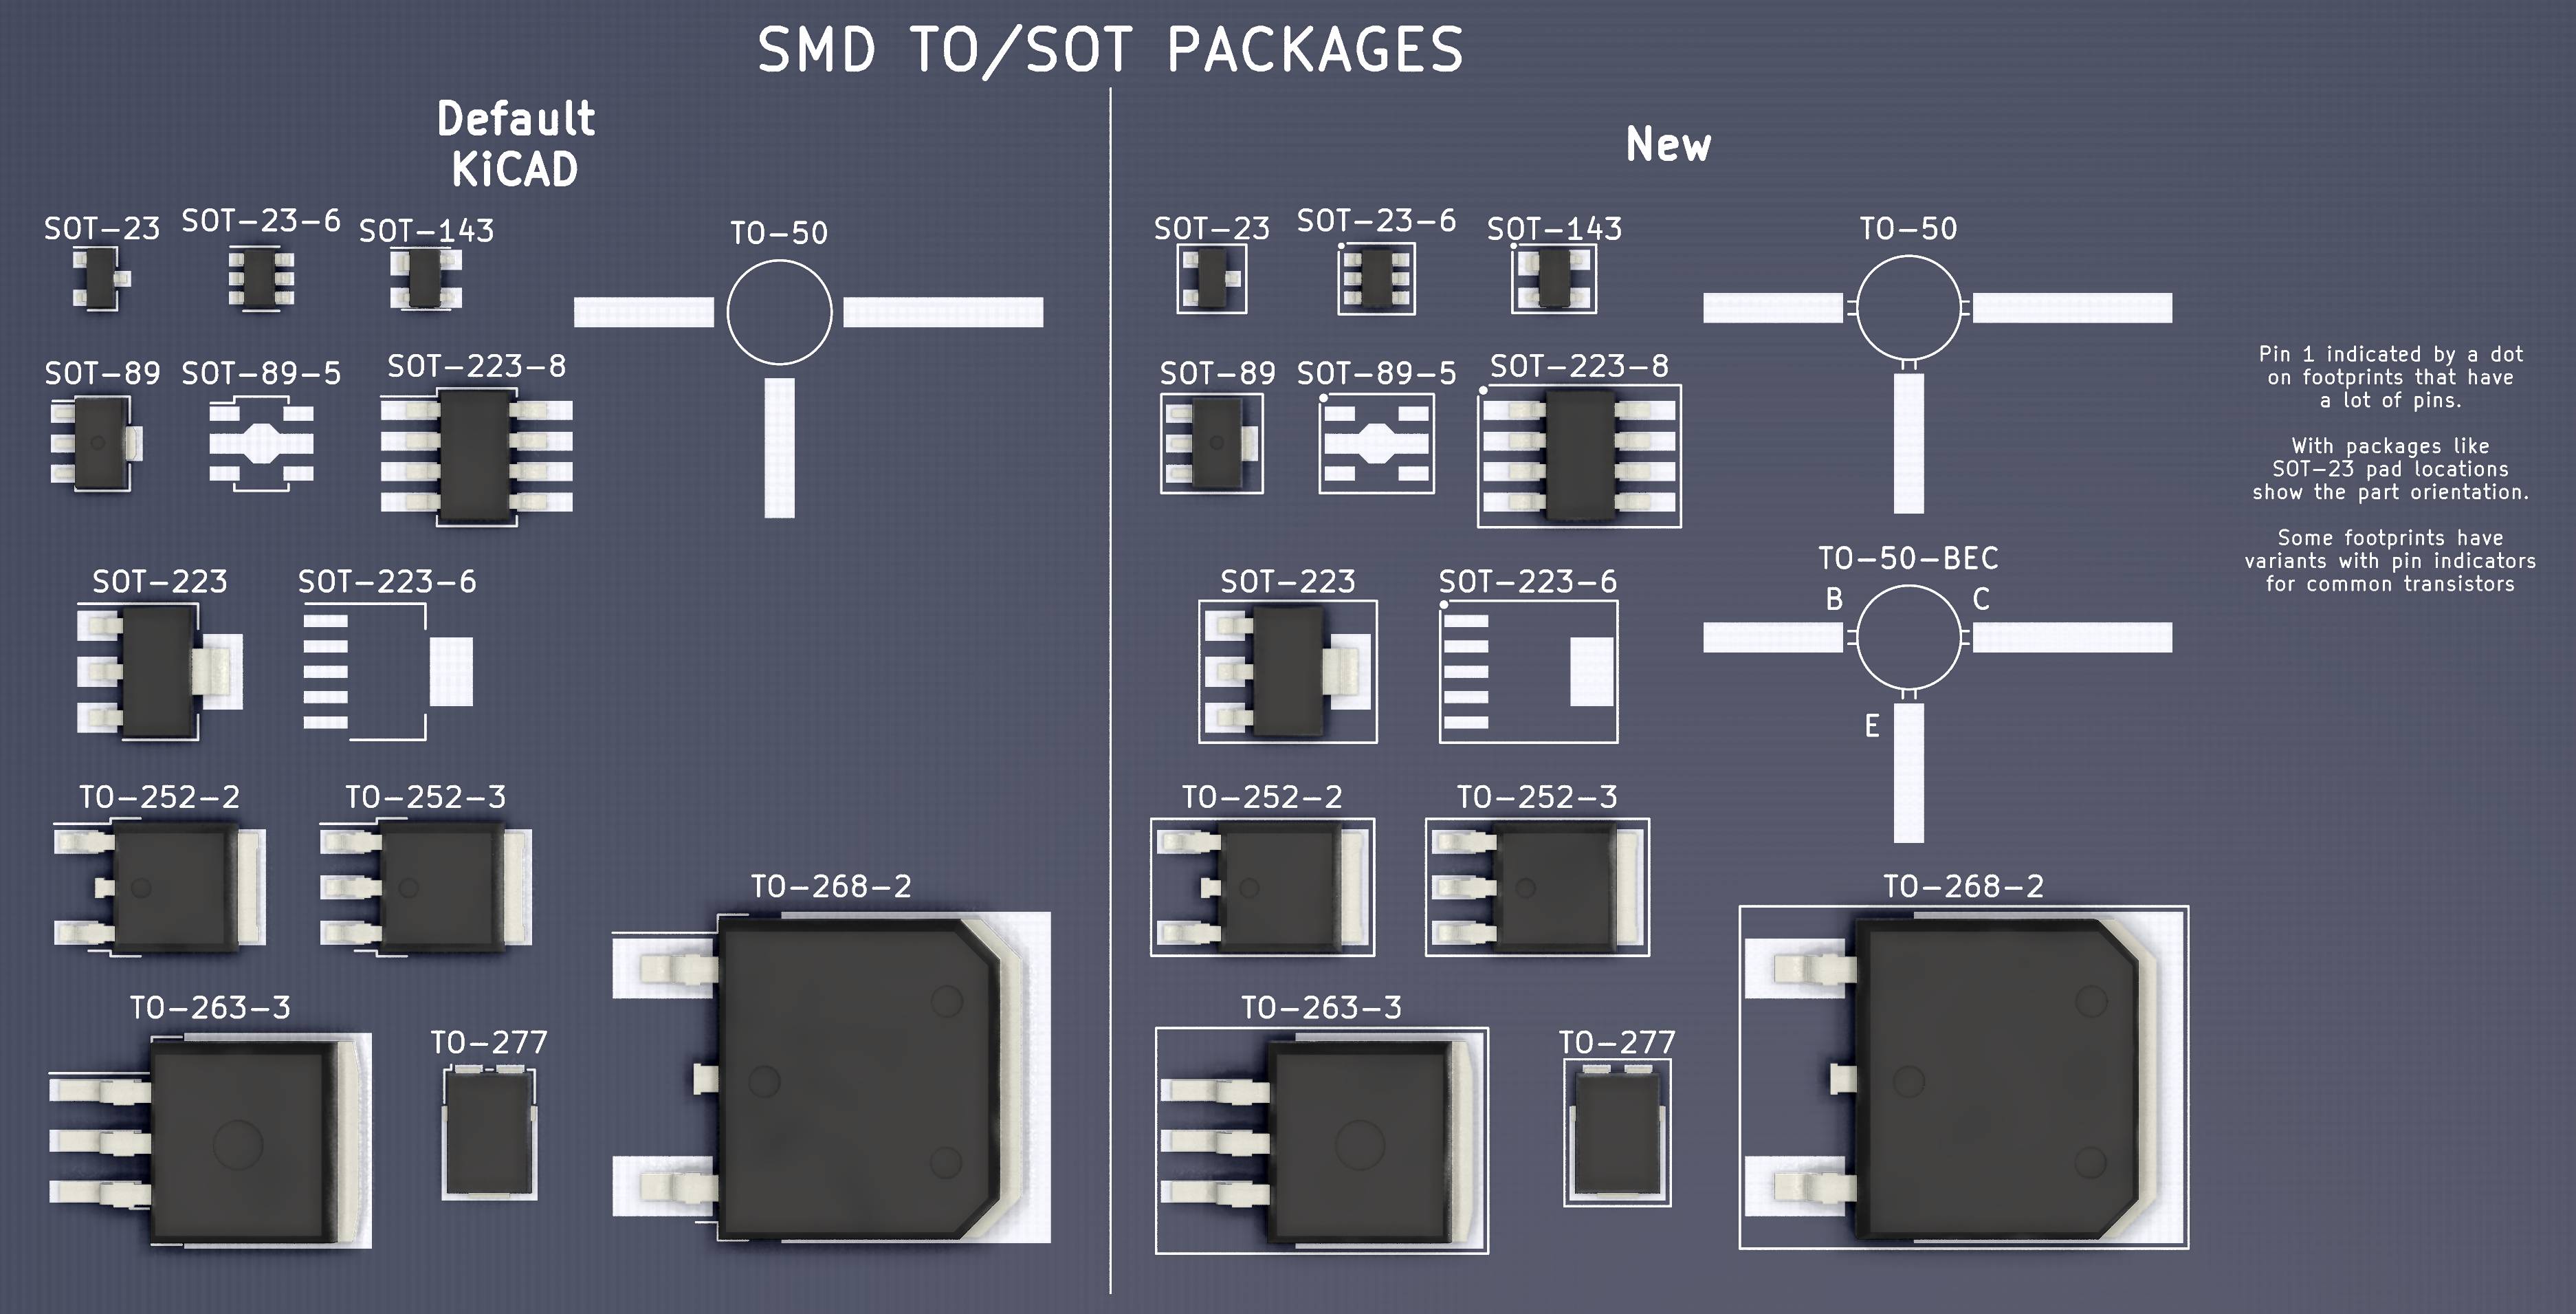 SMD TO/SOT PACKAGES
Default
KiCAD
SOT-23 SOT-23-6 SOT-143 TO-50
SOT-89 SOT-89-5 SOT-223-8
SOT-223 SOT-223-6
TO-252-2 TO-252-3
TO-268-2
TO-263-3
TO-277
New
SOT-23 SOT-23-6 SOT-143 TO-50
SOT-89 SOT-89-5 SOT-223-8
SOT-223 SOT-223-6
TO-50-BEC
B C
E
TO-252-2 TO-252-3
TO-268-2
TO-263-3
TO-277
Pin 1 indicated by a dot
on footprints that have
a lot of pins.
With packages like
SOT-23 pad locations
show the part orientation.
Some footprints have
variants with pin indicators
for common transistors